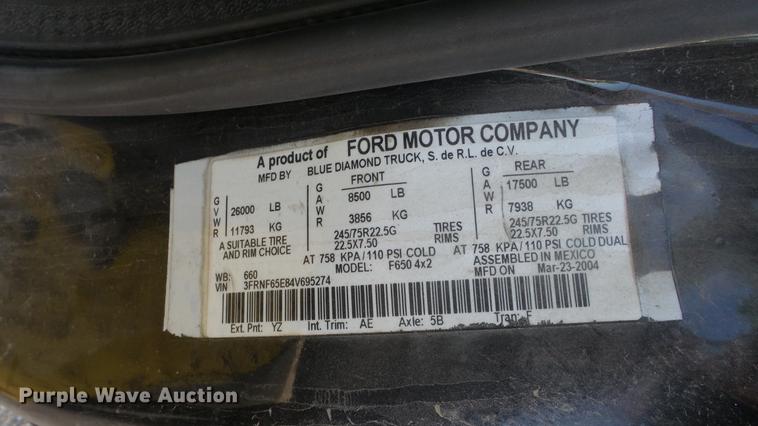 A product of FORD MOTOR COMPANY
MFD BY BLUE DIAMOND TRUCK, S. de R.L. de C.V.
GVWR 26000 LB
11793 KG
FRONT
GAWR 8500 LB
3856 KG
REAR
GAWR 17500 LB
7938 KG
A SUITABLE TIRE AND RIM CHOICE
245/75R22.5G TIRES
22.5X7.50 RIMS
245/75R22.5G TIRES
22.5X7.50 RIMS
AT 758 KPA/110 PSI COLD
AT 758 KPA/110 PSI COLD DUAL
MODEL: F650 4x2
ASSEMBLED IN MEXICO
WB: 660
MFD ON Mar-23-2004
VIN 3FRNF65E84V695274
Ext. Pnt: YZ Int. Trim: AE Axle: 5B Tran: F
Purple Wave Auction